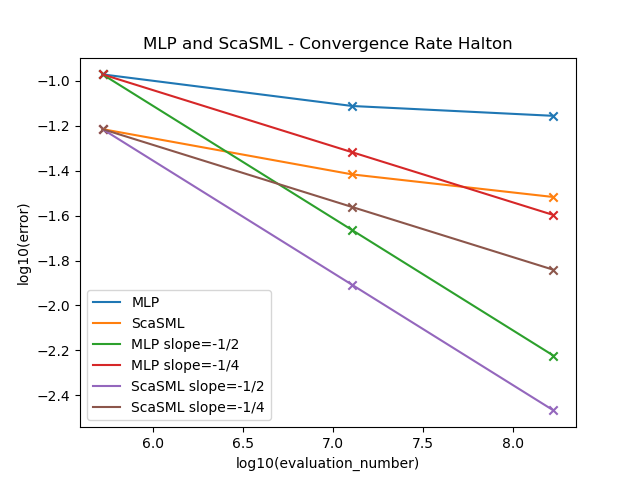 MLP and ScaSML - Convergence Rate Halton
log10(error)
−1.0
−1.2
−1.4
−1.6
−1.8
−2.0
−2.2
−2.4
MLP
ScaSML
MLP slope=-1/2
MLP slope=-1/4
ScaSML slope=-1/2
ScaSML slope=-1/4
6.0 6.5 7.0 7.5 8.0
log10(evaluation_number)